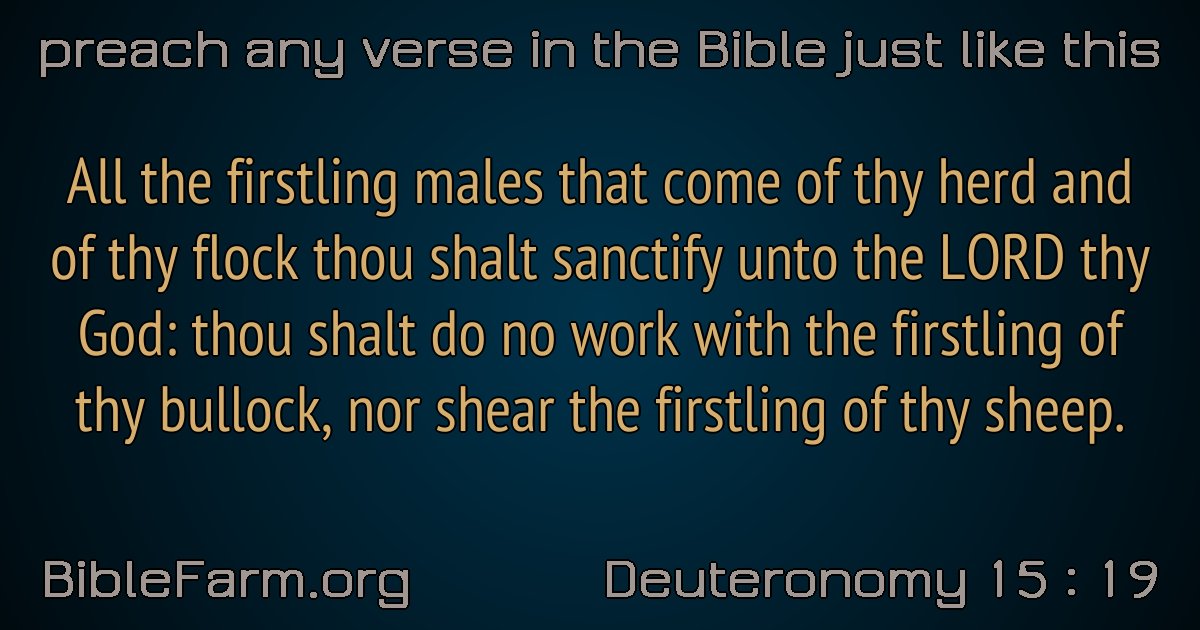 preach any verse in the Bible just like this
All the firstling males that come of thy herd and
of thy flock thou shalt sanctify unto the LORD thy
God: thou shalt do no work with the firstling of
thy bullock, nor shear the firstling of thy sheep.
BibleFarm.org Deuteronomy 15 : 19